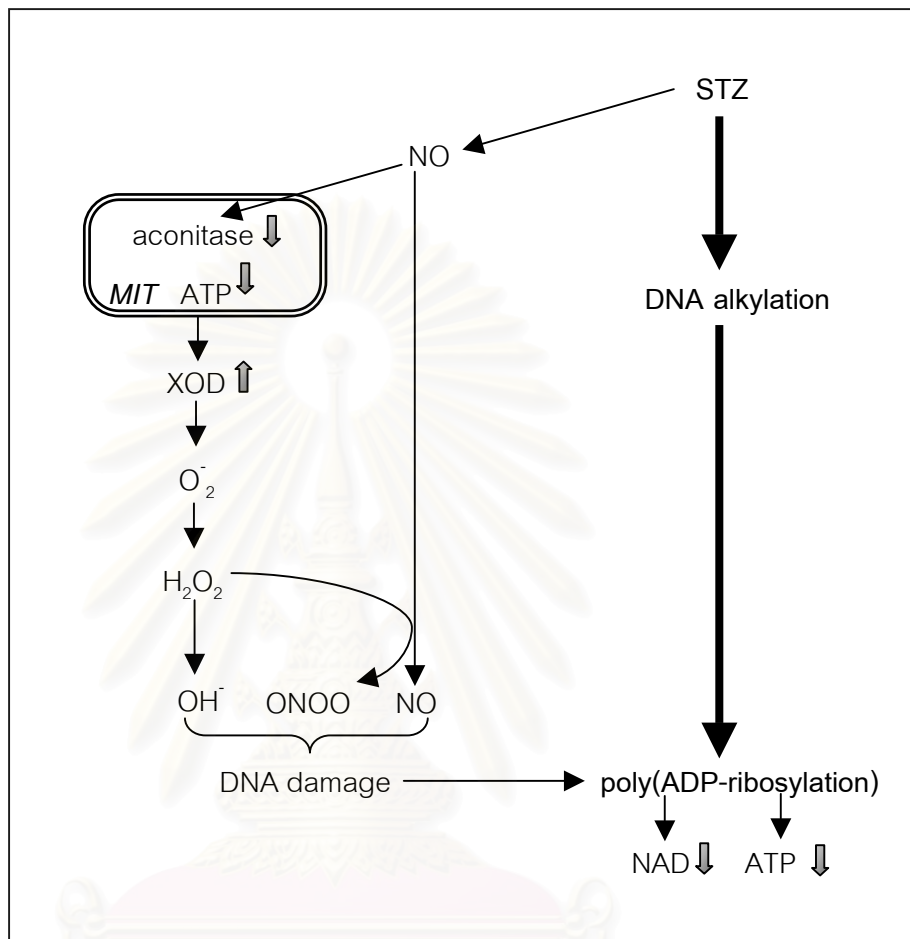 STZ
NO
aconitase
MIT ATP
DNA alkylation
XOD
O₂⁻
H₂O₂
OH⁻ ONOO NO
DNA damage
poly(ADP-ribosylation)
NAD ATP